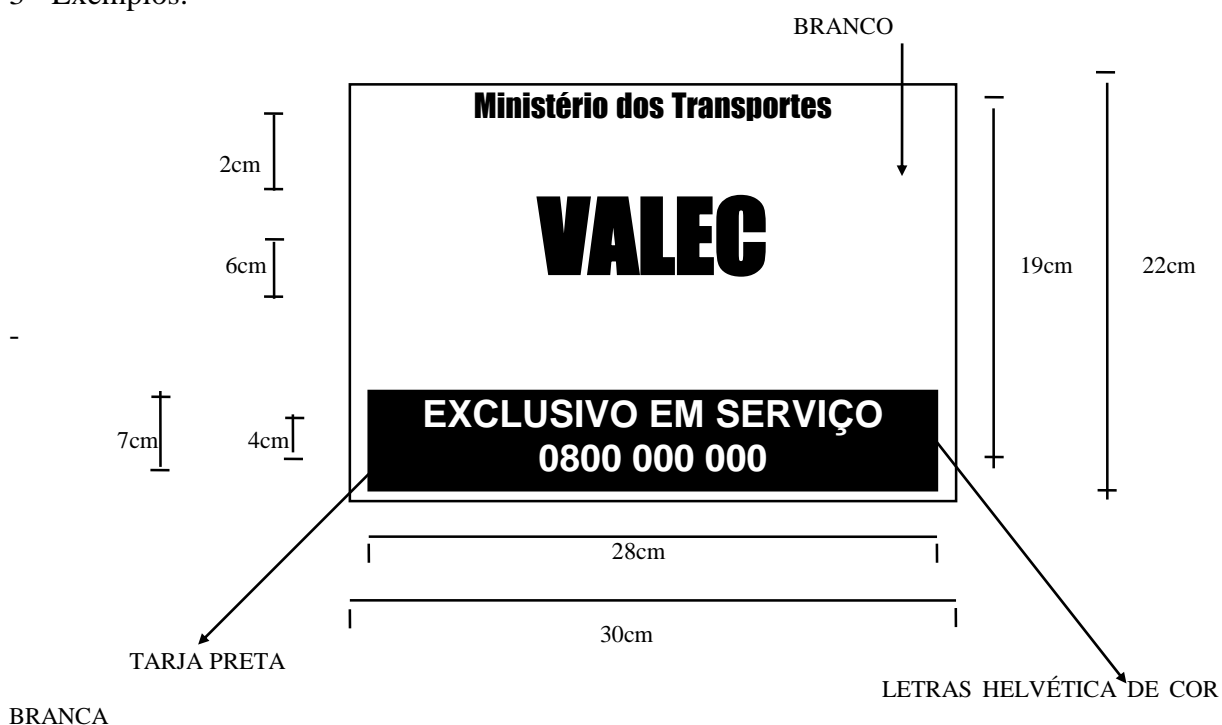 3 - Exemplos:
BRANCO
Ministério dos Transportes
2cm
VALEC
6cm
19cm
22cm
-
EXCLUSIVO EM SERVIÇO
7cm
4cm
0800 000 000
28cm
30cm
TARJA PRETA
LETRAS HELVÉTICA DE COR
BRANCA